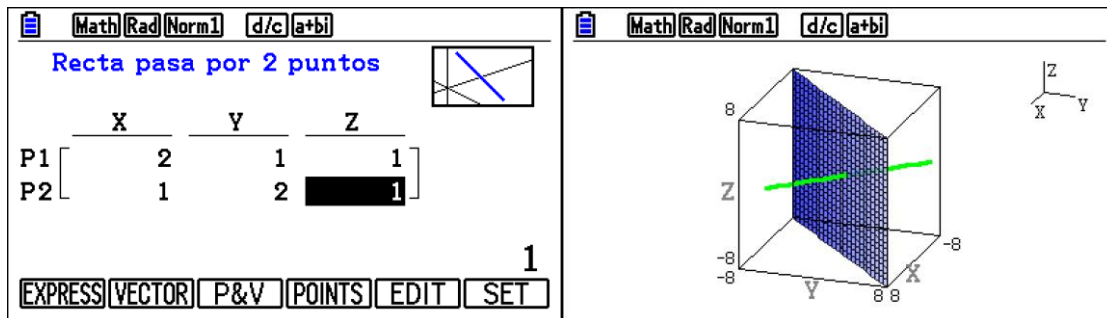 Math Rad Norm1 d/c a+bi
Recta pasa por 2 puntos
X Y Z
P1 2 1 1
P2 1 2 1
1
EXPRESS VECTOR P&V POINTS EDIT SET
Math Rad Norm1 d/c a+bi
Z
X Y
8
Z
-8
-8
-8
X
Y
8 8